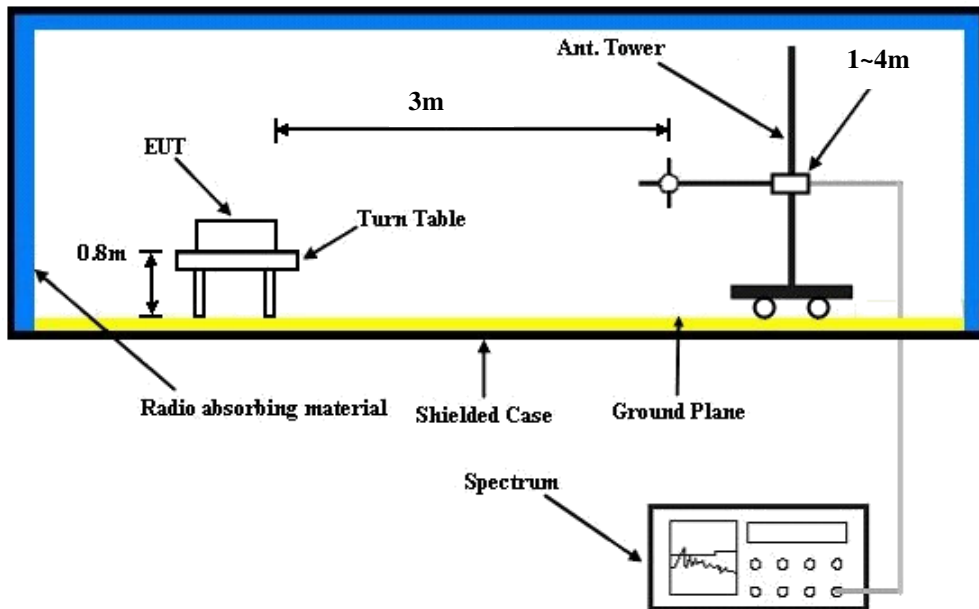 Ant. Tower
1~4m
3m
EUT
Turn Table
0.8m
Radio absorbing material
Shielded Case
Ground Plane
Spectrum